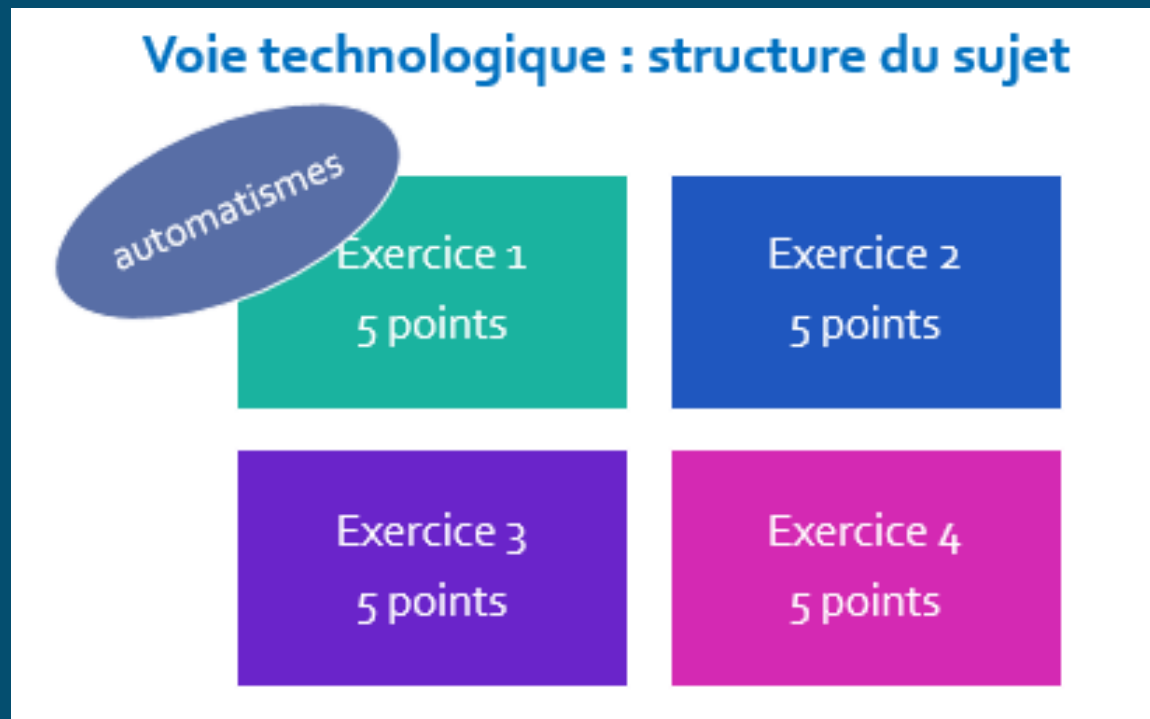 Voie technologique : structure du sujet
automatismes
Exercice 1
5 points
Exercice 2
5 points
Exercice 3
5 points
Exercice 4
5 points